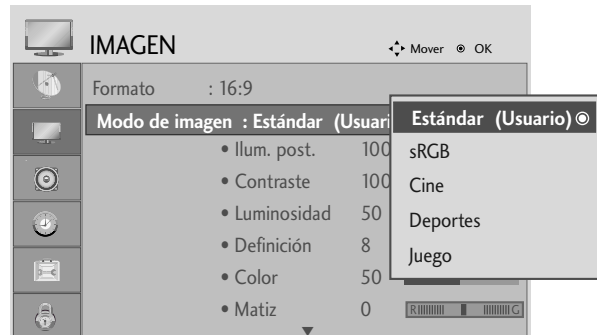 IMAGEN
Mover OK
Formato : 16:9
Modo de imagen : Estándar (Usuari
• Ilum. post. 100
• Contraste 100
• Luminosidad 50
• Definición 8
• Color 50
• Matiz 0 R G
Estándar (Usuario)
sRGB
Cine
Deportes
Juego